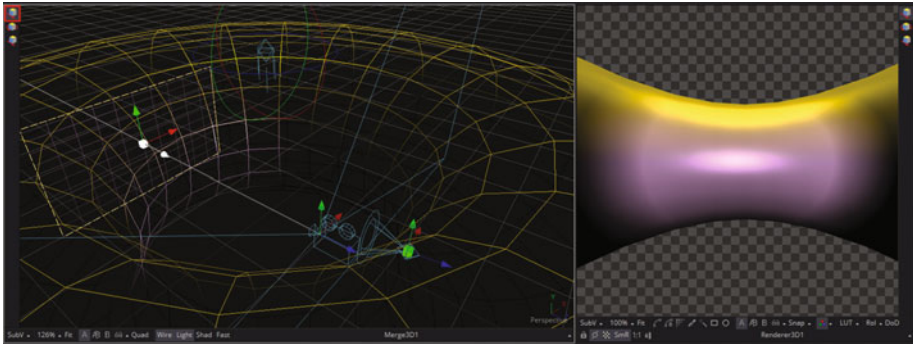 Perspective
SubV 126% Fit A B Quad Wire Light Shad Fast Merge3D1
SubV 100% Fit A B Snap LUT RoI DoD
SmR 1:1 Renderer3D1